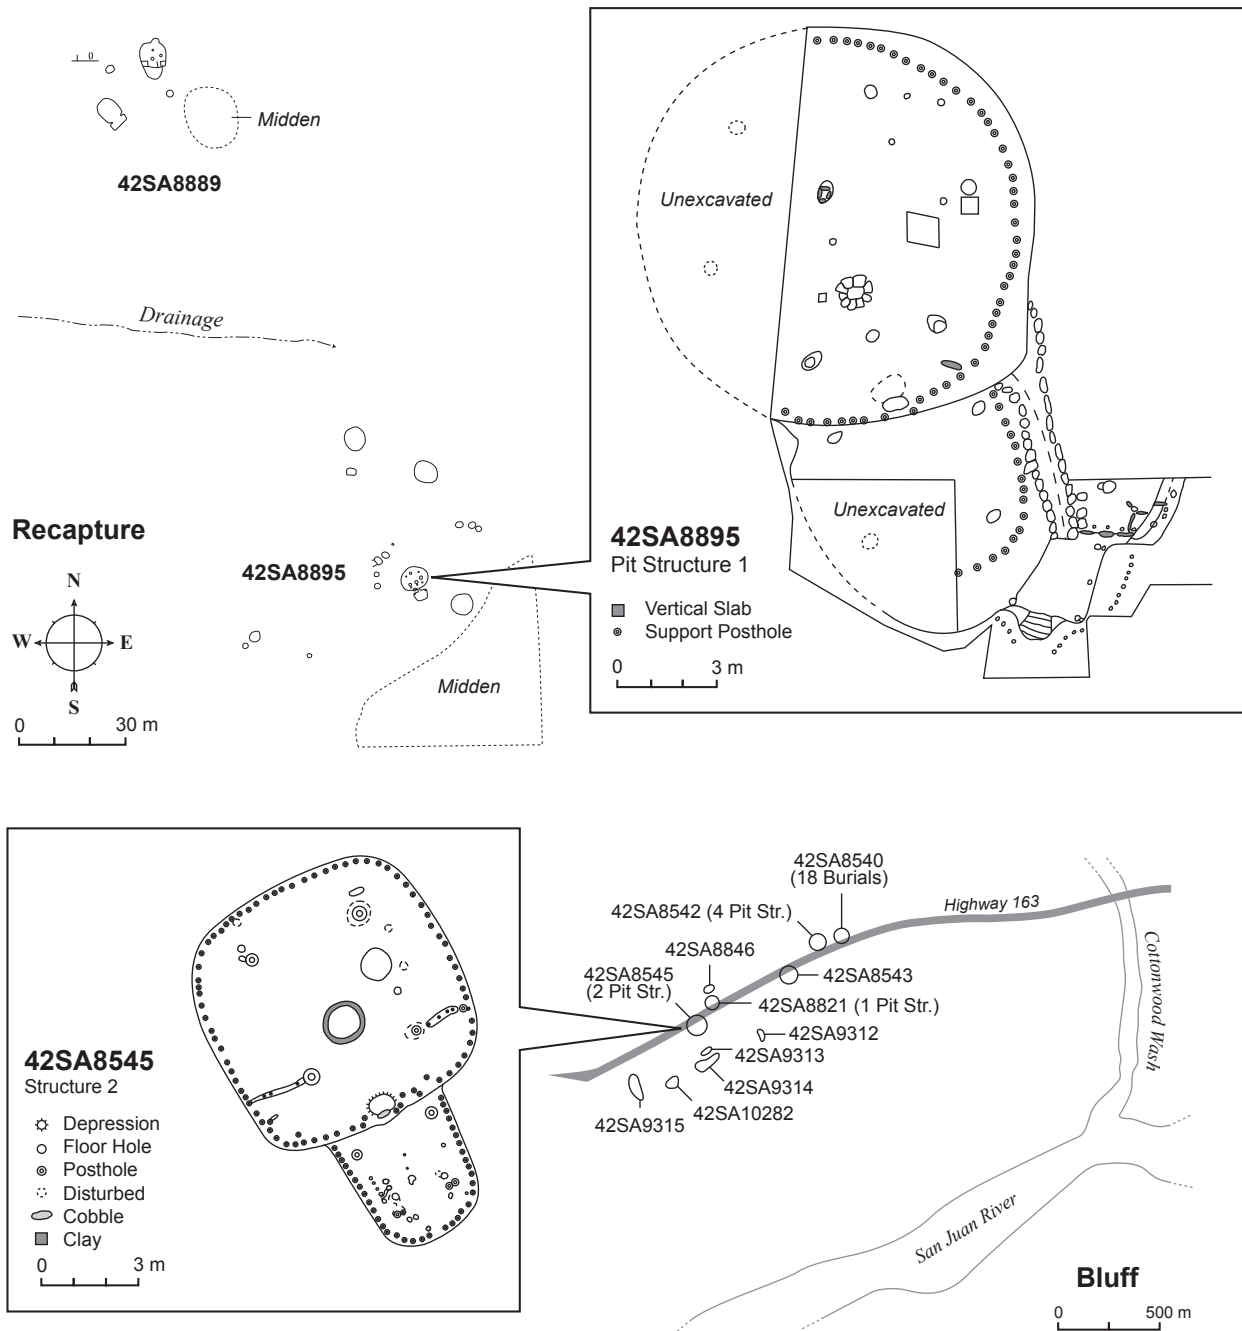 Midden
42SA8889
Drainage
Recapture
N
W
E
S
0 30 m
42SA8895
Midden
Unexcavated
Unexcavated
42SA8895
Pit Structure 1
Vertical Slab
Support Posthole
0 3 m
42SA8545
Structure 2
Depression
Floor Hole
Posthole
Disturbed
Cobble
Clay
0 3 m
42SA8540
(18 Burials)
Highway 163
42SA8542 (4 Pit Str.)
42SA8846
42SA8545
(2 Pit Str.)
42SA8543
42SA8821 (1 Pit Str.)
42SA9312
42SA9313
42SA9314
42SA10282
42SA9315
Cottonwood Wash
San Juan River
Bluff
0 500 m